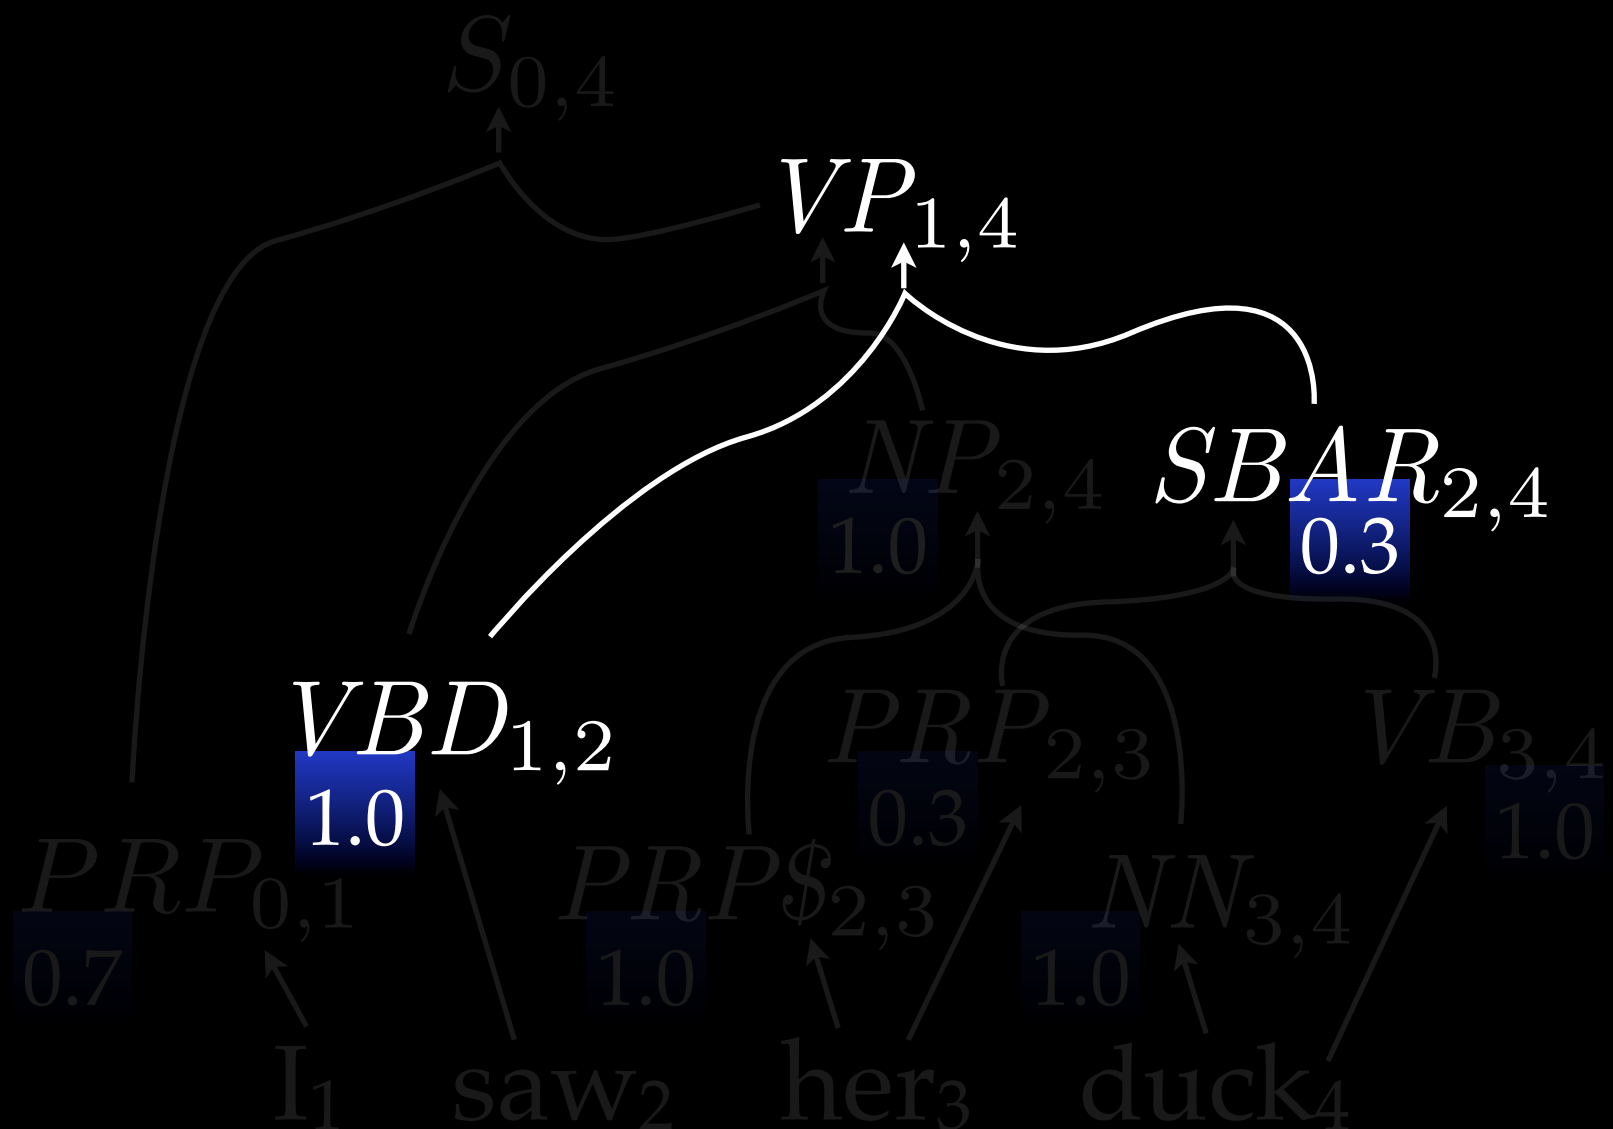 S0,4
VP1,4
NP2,4
SBAR2,4
1.0
0.3
VBD1,2
PRP2,3
VB3,4
1.0
0.3
1.0
PRP0,1
PRP$2,3
NN3,4
0.7
1.0
1.0
I1 saw2 her3 duck4